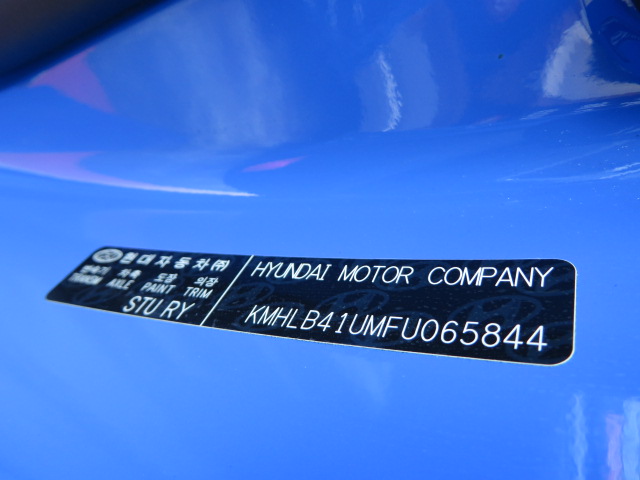 현대자동차㈜
변속기 차축 도장 의장
TRANSM AXLE PAINT TRIM
STU RY
HYUNDAI MOTOR COMPANY
KMHLB41UMFU065844